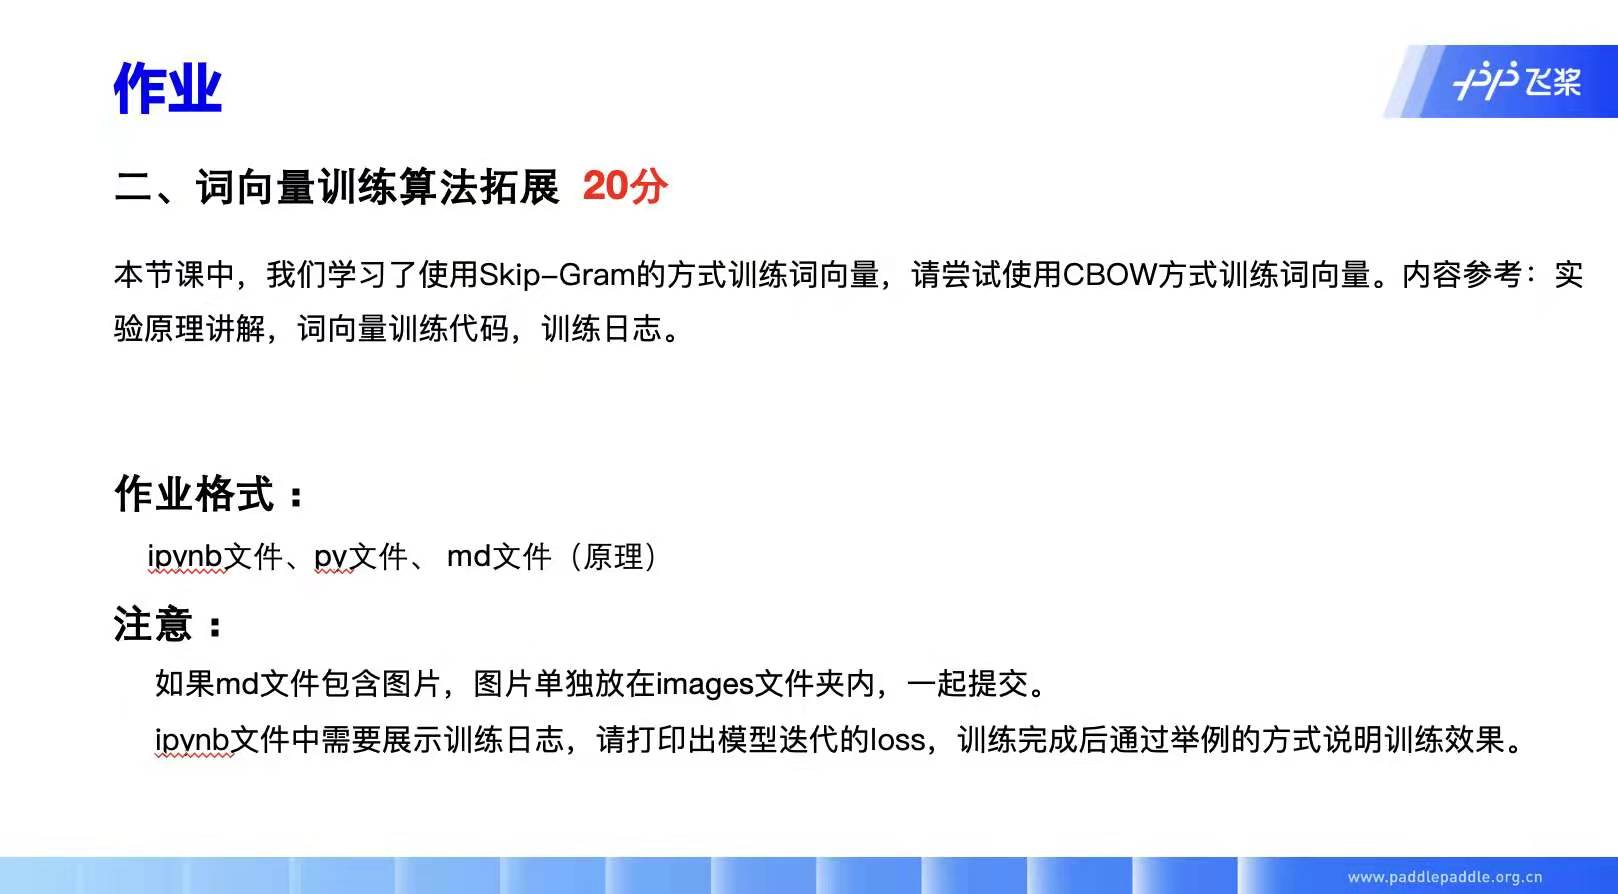 作业
飞桨
二、词向量训练算法拓展 20分
本节课中，我们学习了使用Skip-Gram的方式训练词向量，请尝试使用CBOW方式训练词向量。内容参考：实
验原理讲解，词向量训练代码，训练日志。
作业格式：
ipynb文件、py文件、 md文件（原理）
注意：
如果md文件包含图片，图片单独放在images文件夹内，一起提交。
ipynb文件中需要展示训练日志，请打印出模型迭代的loss，训练完成后通过举例的方式说明训练效果。
www.paddlepaddle.org.cn